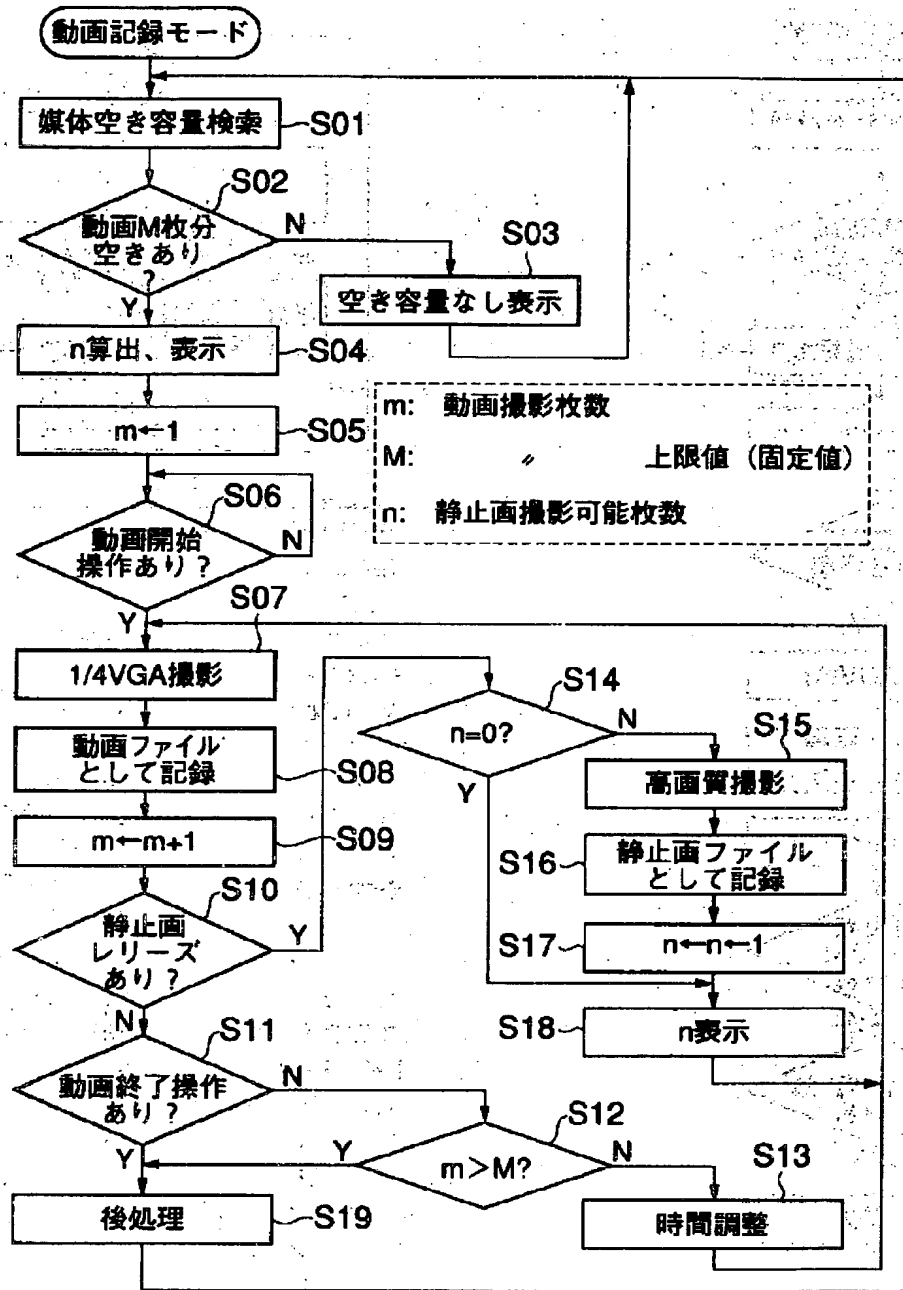 動画記録モード
媒体空き容量検索
S01
S02
動画M枚分
空きあり
?
N
Y
S03
空き容量なし表示
n算出、表示
S04
m←1
S05
m: 動画撮影枚数
M: 〃 上限値 (固定値)
n: 静止画撮影可能枚数
S06
動画開始
操作あり?
N
Y
S07
1/4VGA撮影
動画ファイル
として記録
S08
m←m+1
S09
S10
静止画
レリーズ
あり?
Y
N
S14
n=0?
N
Y
S15
高画質撮影
S16
静止画ファイル
として記録
S17
n←n←1
S18
n表示
S11
動画終了操作
あり?
N
Y
S12
m>M?
Y
N
S13
時間調整
後処理
S19